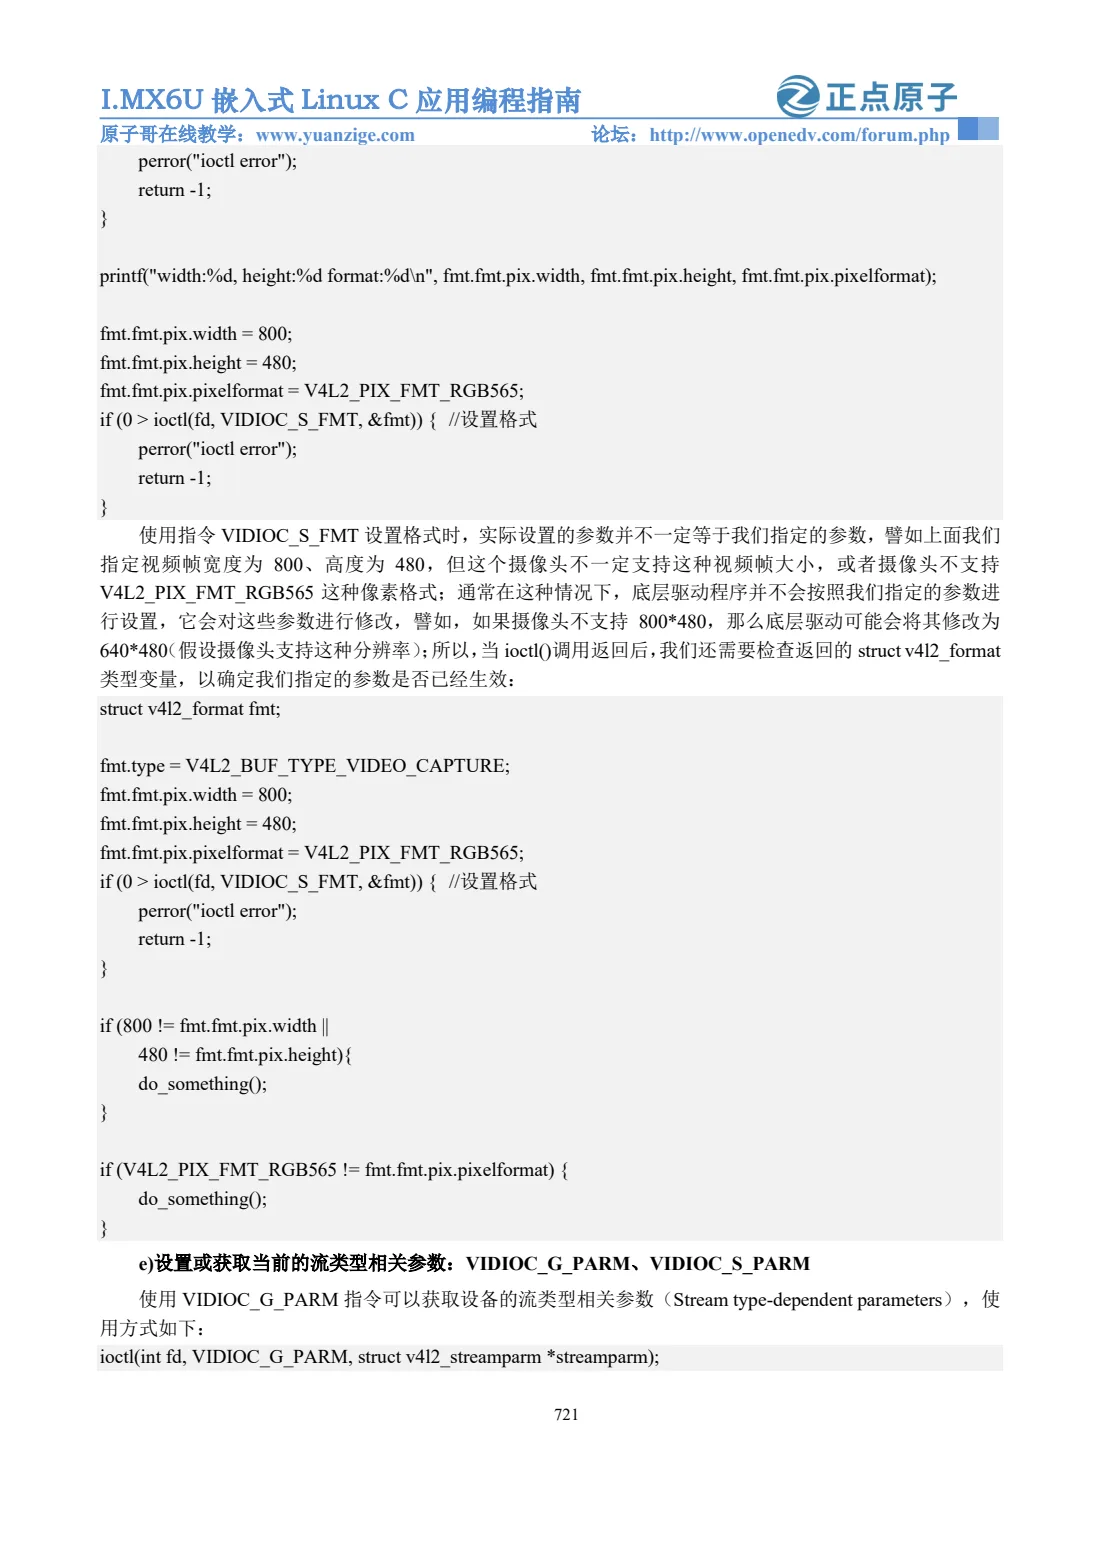 I.MX6U 嵌入式 Linux C 应用编程指南
正点原子
原子哥在线教学：www.yuanzige.com 论坛：http://www.openedv.com/forum.php
perror("ioctl error");
return -1;
}
printf("width:%d, height:%d format:%d\n", fmt.fmt.pix.width, fmt.fmt.pix.height, fmt.fmt.pix.pixelformat);
fmt.fmt.pix.width = 800;
fmt.fmt.pix.height = 480;
fmt.fmt.pix.pixelformat = V4L2_PIX_FMT_RGB565;
if (0 > ioctl(fd, VIDIOC_S_FMT, &fmt)) { //设置格式
perror("ioctl error");
return -1;
}
使用指令 VIDIOC_S_FMT 设置格式时，实际设置的参数并不一定等于我们指定的参数，譬如上面我们
指定视频帧宽度为 800、高度为 480，但这个摄像头不一定支持这种视频帧大小，或者摄像头不支持
V4L2_PIX_FMT_RGB565 这种像素格式；通常在这种情况下，底层驱动程序并不会按照我们指定的参数进
行设置，它会对这些参数进行修改，譬如，如果摄像头不支持 800*480，那么底层驱动可能会将其修改为
640*480（假设摄像头支持这种分辨率）；所以，当 ioctl()调用返回后，我们还需要检查返回的 struct v4l2_format
类型变量，以确定我们指定的参数是否已经生效：
struct v4l2_format fmt;
fmt.type = V4L2_BUF_TYPE_VIDEO_CAPTURE;
fmt.fmt.pix.width = 800;
fmt.fmt.pix.height = 480;
fmt.fmt.pix.pixelformat = V4L2_PIX_FMT_RGB565;
if (0 > ioctl(fd, VIDIOC_S_FMT, &fmt)) { //设置格式
perror("ioctl error");
return -1;
}
if (800 != fmt.fmt.pix.width ||
480 != fmt.fmt.pix.height){
do_something();
}
if (V4L2_PIX_FMT_RGB565 != fmt.fmt.pix.pixelformat) {
do_something();
}
e)设置或获取当前的流类型相关参数：VIDIOC_G_PARM、VIDIOC_S_PARM
使用 VIDIOC_G_PARM 指令可以获取设备的流类型相关参数（Stream type-dependent parameters），使
用方式如下：
ioctl(int fd, VIDIOC_G_PARM, struct v4l2_streamparm *streamparm);
721